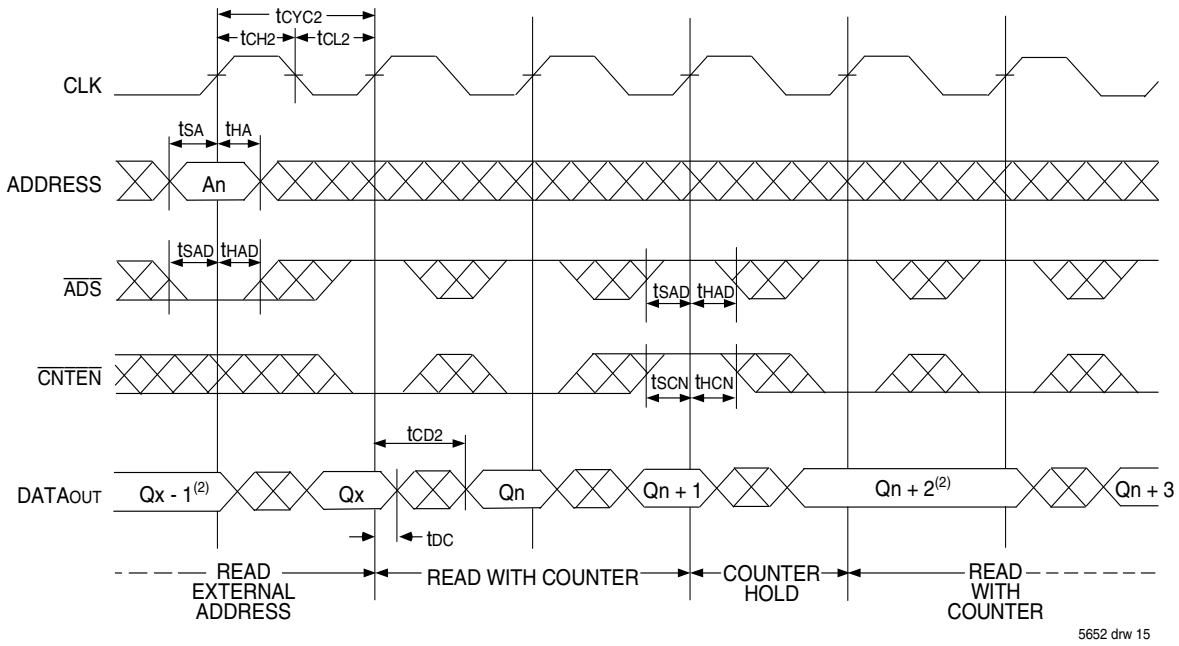 tCYC2
tCH2 tCL2
CLK
tSA tHA
ADDRESS An
tSAD tHAD
ADS
tSAD tHAD
CNTEN
tSCN tHCN
tCD2
DATAOUT Qx - 1(2) Qx Qn Qn + 1 Qn + 2(2) Qn + 3
tDC
READ EXTERNAL ADDRESS
READ WITH COUNTER
COUNTER HOLD
READ WITH COUNTER
5652 drw 15